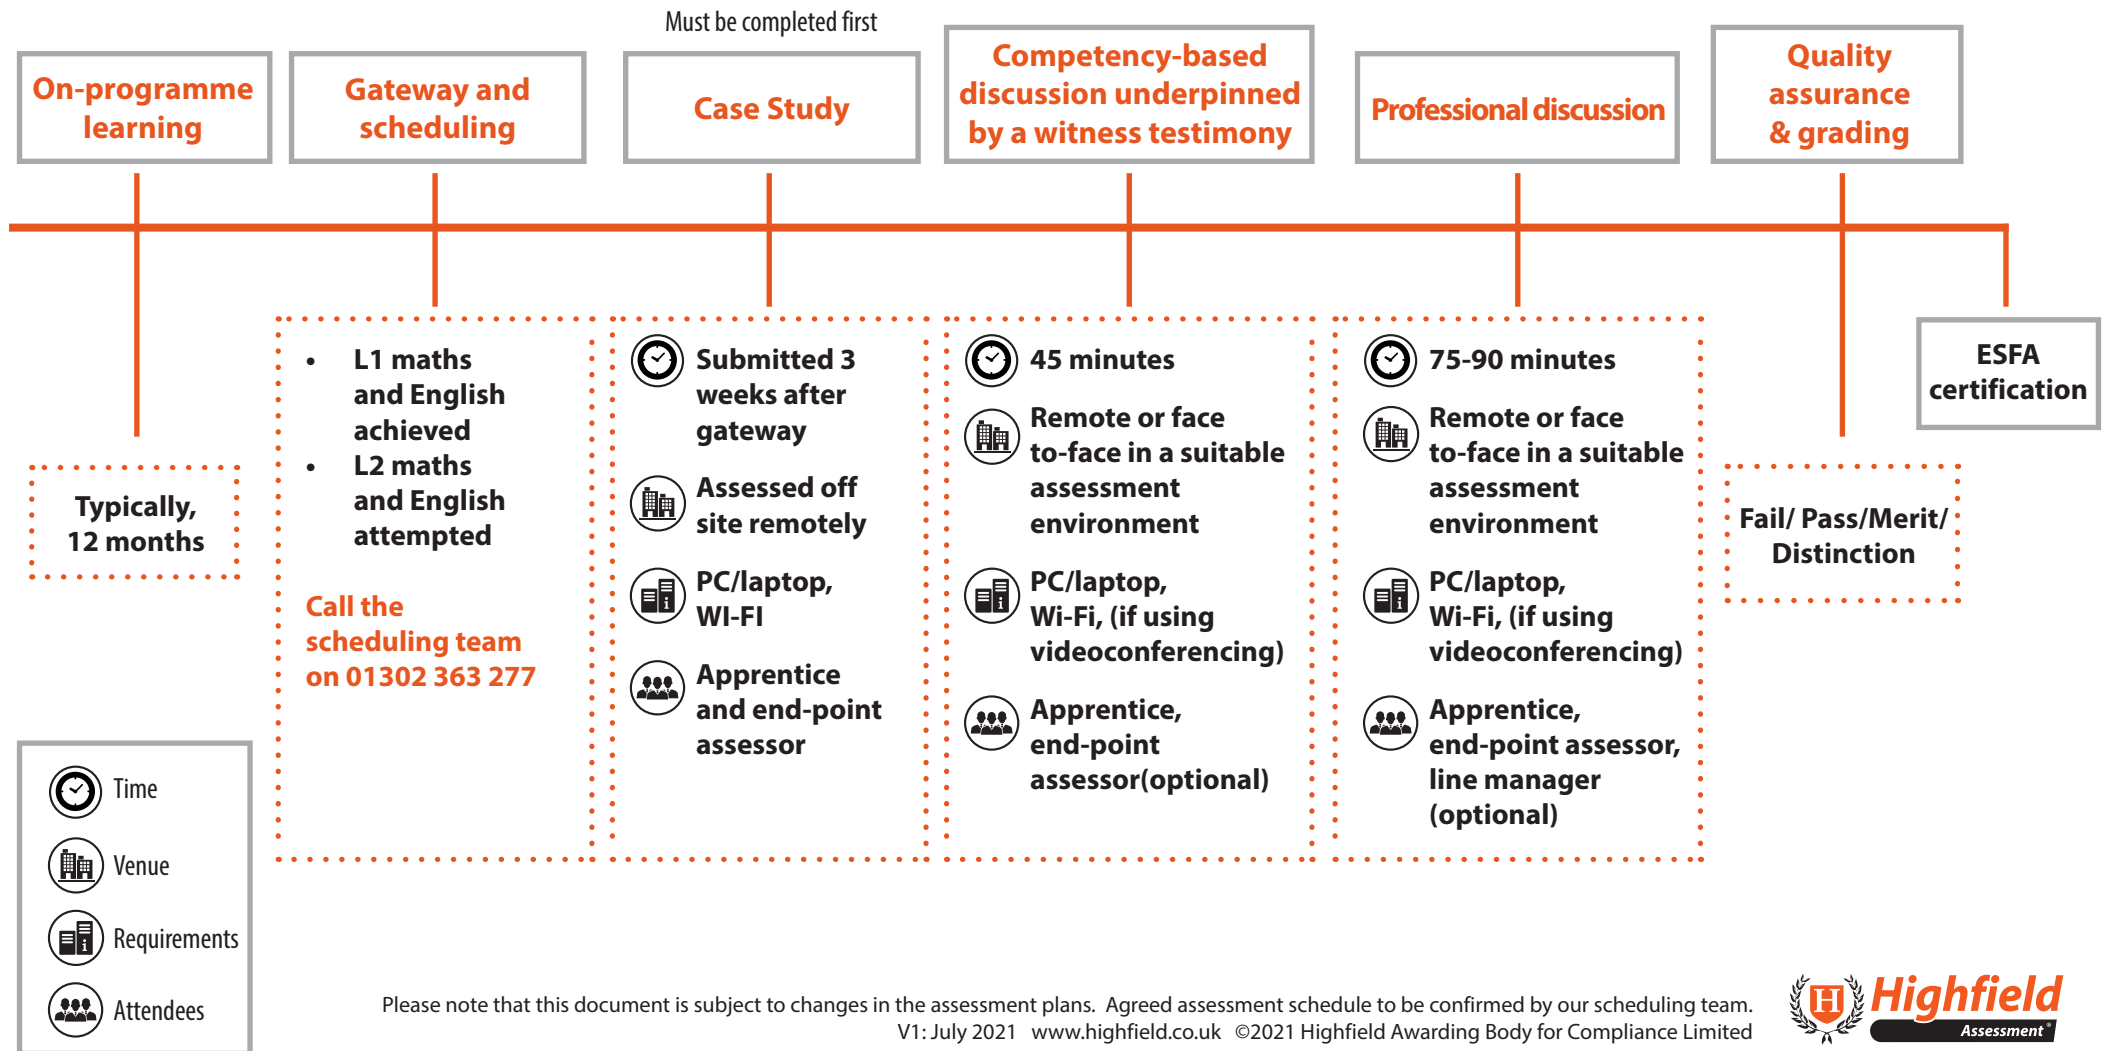 Must be completed first
On-programme
learning
Gateway and
scheduling
Case Study
Competency-based
discussion underpinned
by a witness testimony
Professional discussion
Quality
assurance
& grading
Typically,
12 months
• L1 maths
and English
achieved
• L2 maths
and English
attempted
Call the
scheduling team
on 01302 363 277
Submitted 3
weeks after
gateway
Assessed off
site remotely
PC/laptop,
WI-FI
Apprentice
and end-point
assessor
45 minutes
Remote or face
to-face in a suitable
assessment
environment
PC/laptop,
Wi-Fi, (if using
videoconferencing)
Apprentice,
end-point
assessor(optional)
75-90 minutes
Remote or face
to-face in a suitable
assessment
environment
PC/laptop,
Wi-Fi, (if using
videoconferencing)
Apprentice,
end-point assessor,
line manager
(optional)
Fail/ Pass/Merit/
Distinction
ESFA
certification
Time
Venue
Requirements
Attendees
Please note that this document is subject to changes in the assessment plans. Agreed assessment schedule to be confirmed by our scheduling team.
V1: July 2021 www.highfield.co.uk ©2021 Highfield Awarding Body for Compliance Limited
H
Highfield
Assessment®